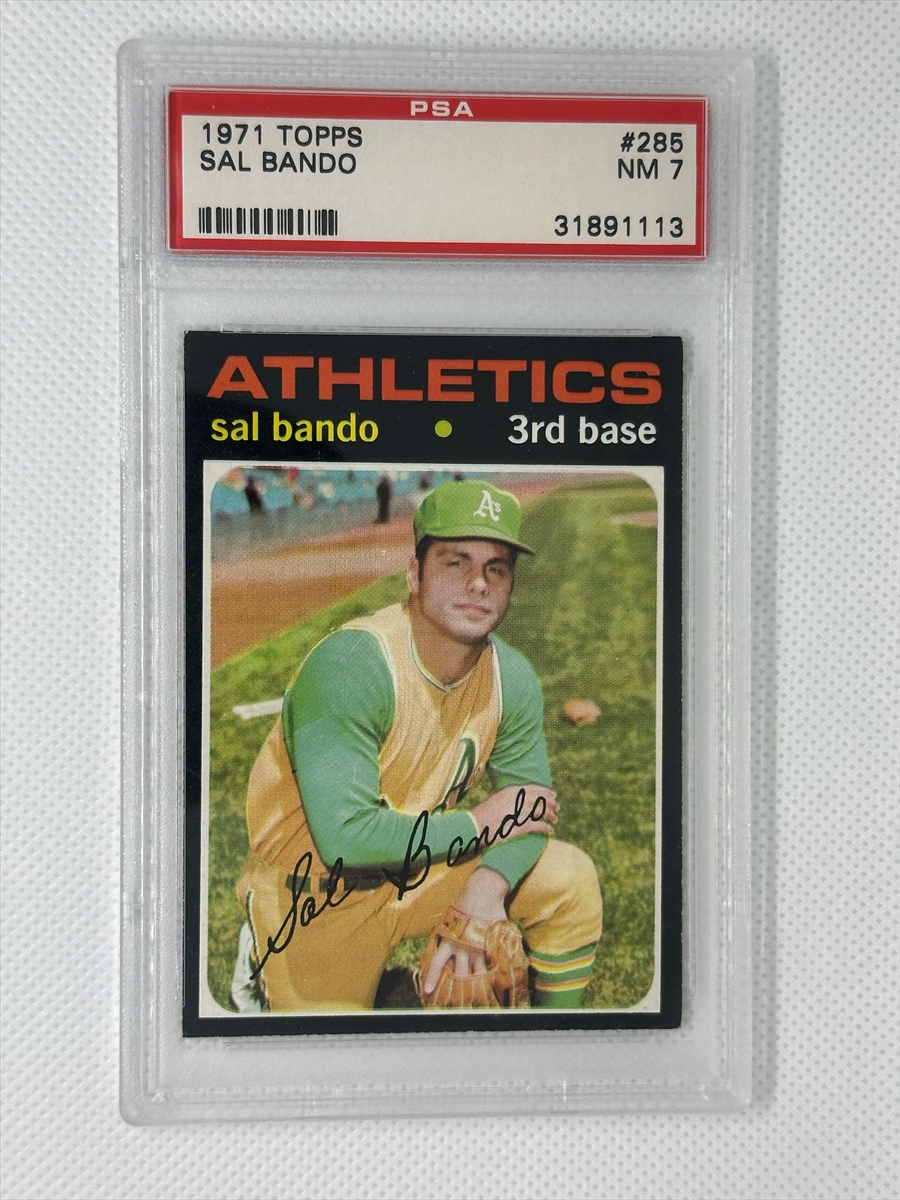 PSA
1971 TOPPS #285
SAL BANDO NM 7
31891113
ATHLETICS
sal bando • 3rd base
A's
A
Sal Bando